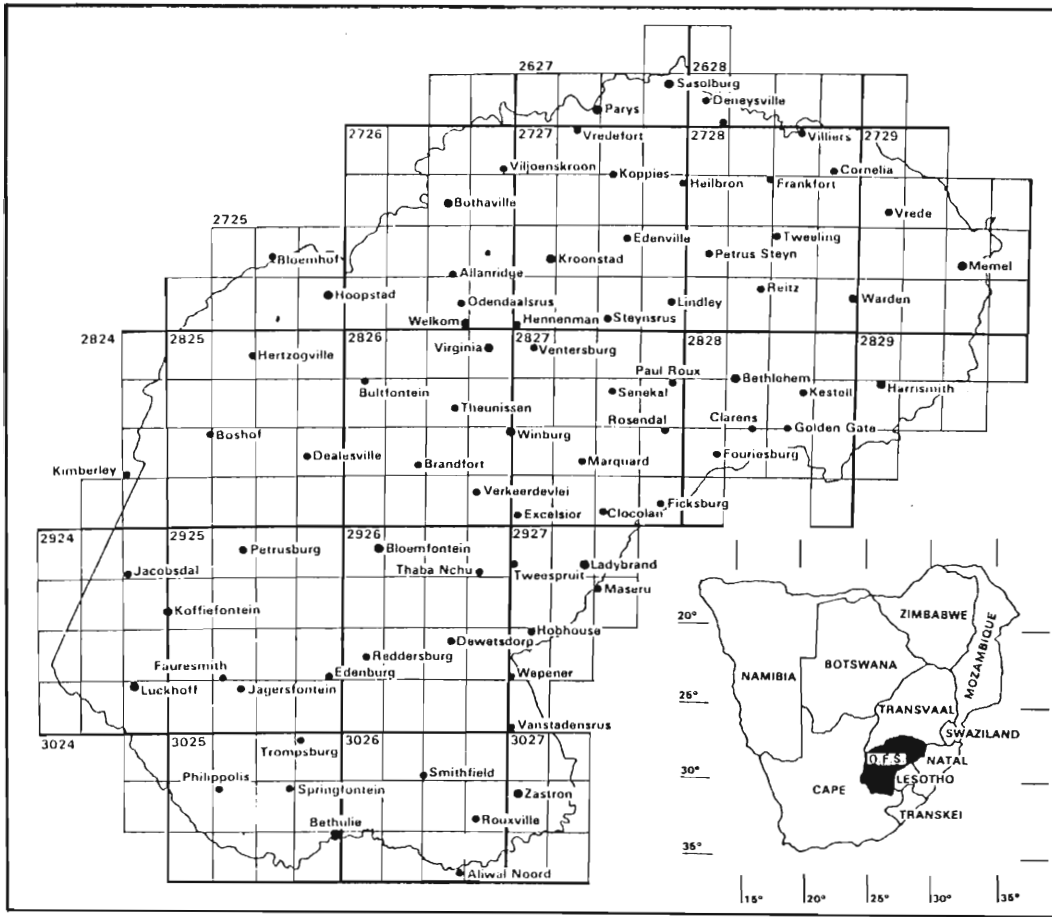 2627
2628
Sasolburg
Deneysville
Parys
2726
2727
Vredefort
2728
Villiers
2729
Viljoenskroon
Koppies
Heilbron
Frankfort
Cornelia
Bothaville
Vrede
2725
Edenville
Tweeling
Bloemhof
Kroonstad
Petrus Steyn
Memel
Allanridge
Hoopstad
Reitz
Odendaalsrus
Lindley
Warden
Welkom
Hennenman
Steynsrus
2824
2825
2826
2827
2828
2829
Hertzogville
Virginia
Ventersburg
Paul Roux
Bethlehem
Harrismith
Bultfontein
Senekal
Kestell
Theunissen
Rosendal
Clarens
Golden Gate
Boshof
Winburg
Dealesville
Brandfort
Marquard
Fouriesburg
Kimberley
Verkeerdevlei
Excelsior
Clocolan
Ficksburg
2924
2925
2926
2927
Petrusburg
Bloemfontein
Jacobsdal
Thaba Nchu
Tweespruit
Ladybrand
Maseru
Koffiefontein
Hobhouse
Dewetsdorp
Reddersburg
Fauresmith
Edenburg
Wepener
Luckhoff
Jagersfontein
Vanstadensrus
3024
3025
3026
3027
Trompsburg
Smithfield
Philippolis
Springfontein
Zastron
Bethulie
Rouxville
Aliwal Noord
20°
25°
30°
35°
ZIMBABWE
MOZAMBIQUE
BOTSWANA
NAMIBIA
TRANSVAAL
SWAZILAND
O.F.S.
NATAL
LESOTHO
CAPE
TRANSKEI
15°
20°
25°
30°
35°